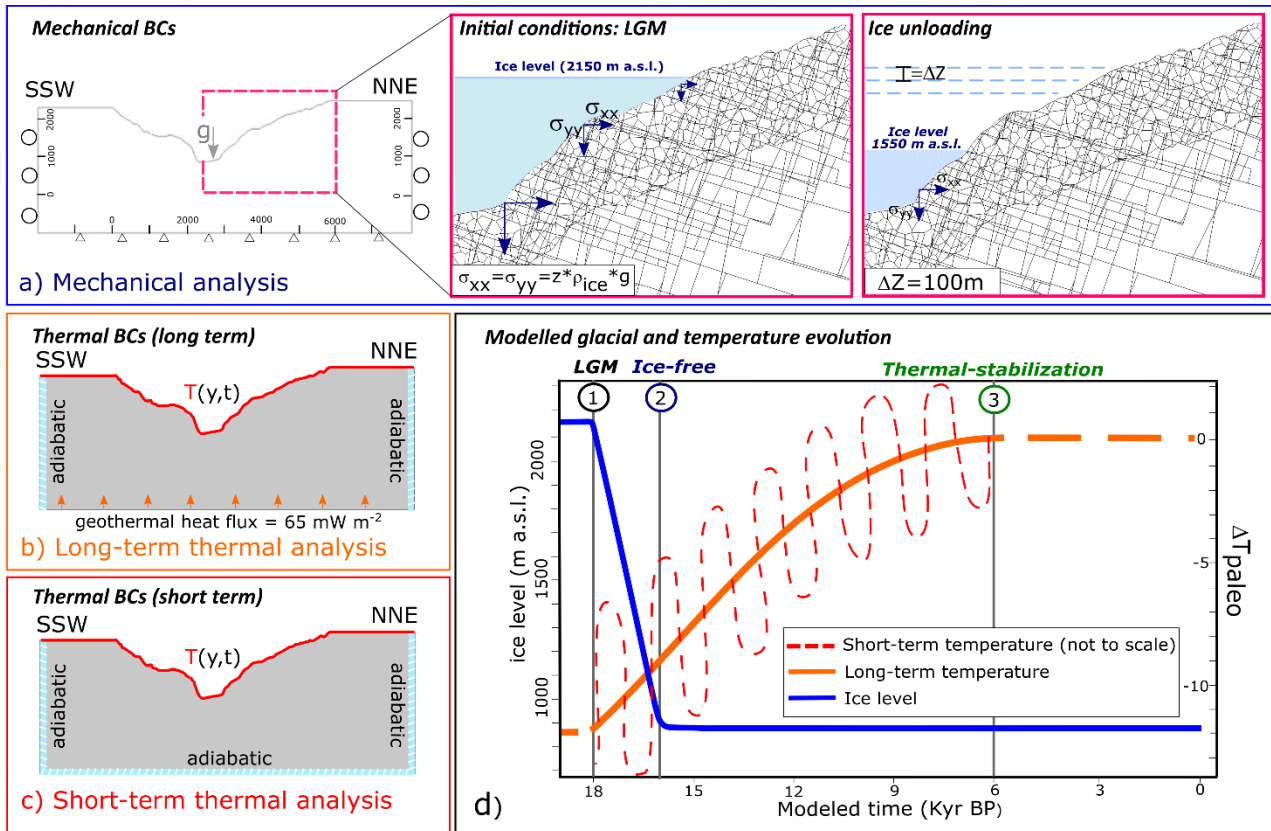 Mechanical BCs
SSW
NNE
2000
1000
0
g
2000
1000
0
0
2000
4000
6000
a) Mechanical analysis
Initial conditions: LGM
Ice level (2150 m a.s.l.)
σxx
σyy
σxx=σyy=z*ρice*g
Ice unloading
=ΔZ
Ice level
1550 m a.s.l.
σxx
σyy
ΔZ=100m
Thermal BCs (long term)
SSW
NNE
T(y,t)
adiabatic
adiabatic
geothermal heat flux = 65 mW m⁻²
b) Long-term thermal analysis
Thermal BCs (short term)
SSW
NNE
T(y,t)
adiabatic
adiabatic
adiabatic
c) Short-term thermal analysis
Modelled glacial and temperature evolution
LGM
Ice-free
Thermal-stabilization
1
2
3
ice level (m a.s.l.)
2000
1500
1000
900
0
-5
-10
ΔTpaleo
Short-term temperature (not to scale)
Long-term temperature
Ice level
18
15
12
9
6
3
0
Modeled time (Kyr BP)
d)